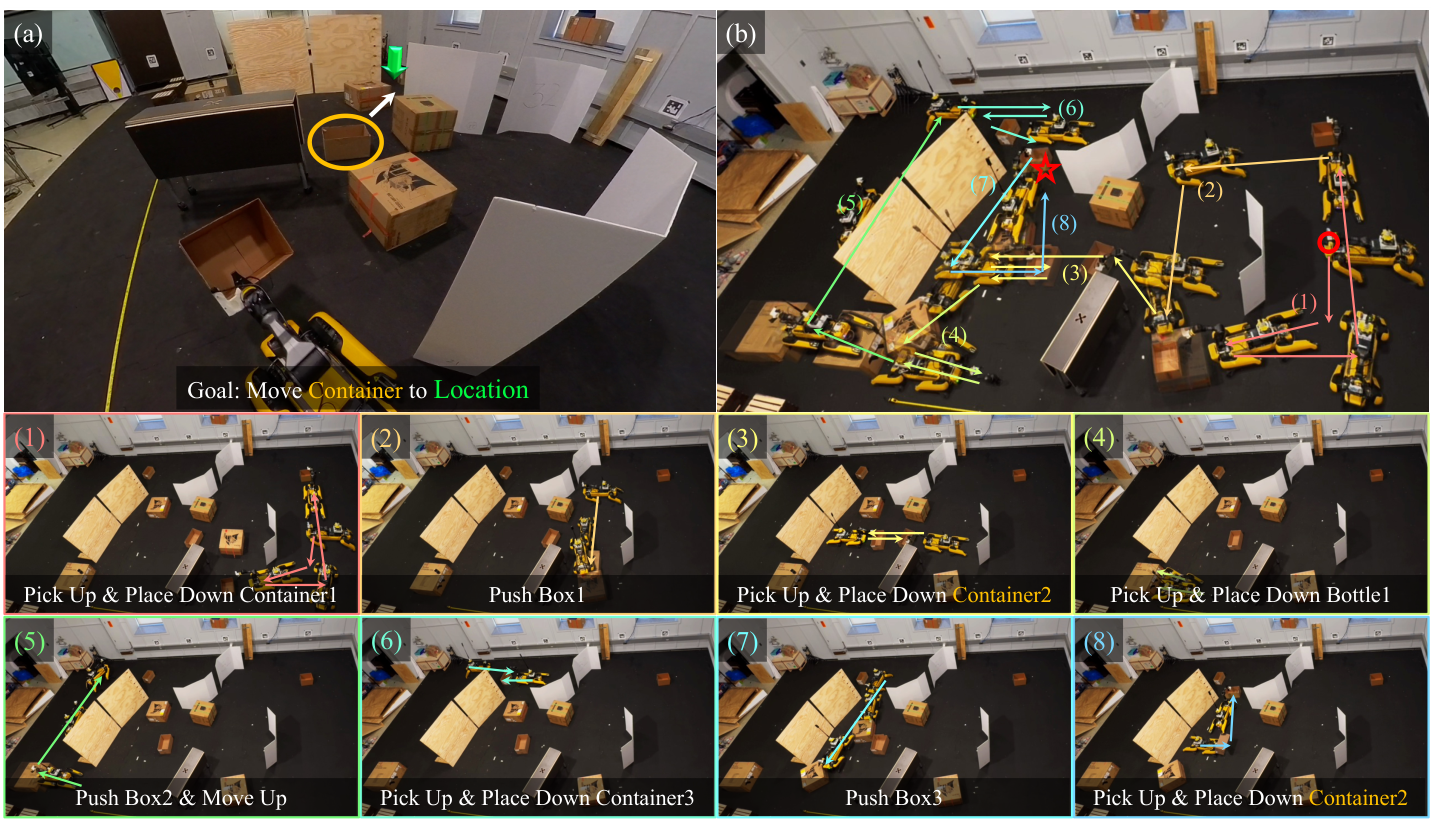 (a)
Goal: Move Container to Location
(b)
(6)
(7)
(5)
(2)
(8)
(3)
(1)
(4)
(1)
Pick Up & Place Down Container1
(2)
Push Box1
(3)
Pick Up & Place Down Container2
(4)
Pick Up & Place Down Bottle1
(5)
Push Box2 & Move Up
(6)
Pick Up & Place Down Container3
(7)
Push Box3
(8)
Pick Up & Place Down Container2